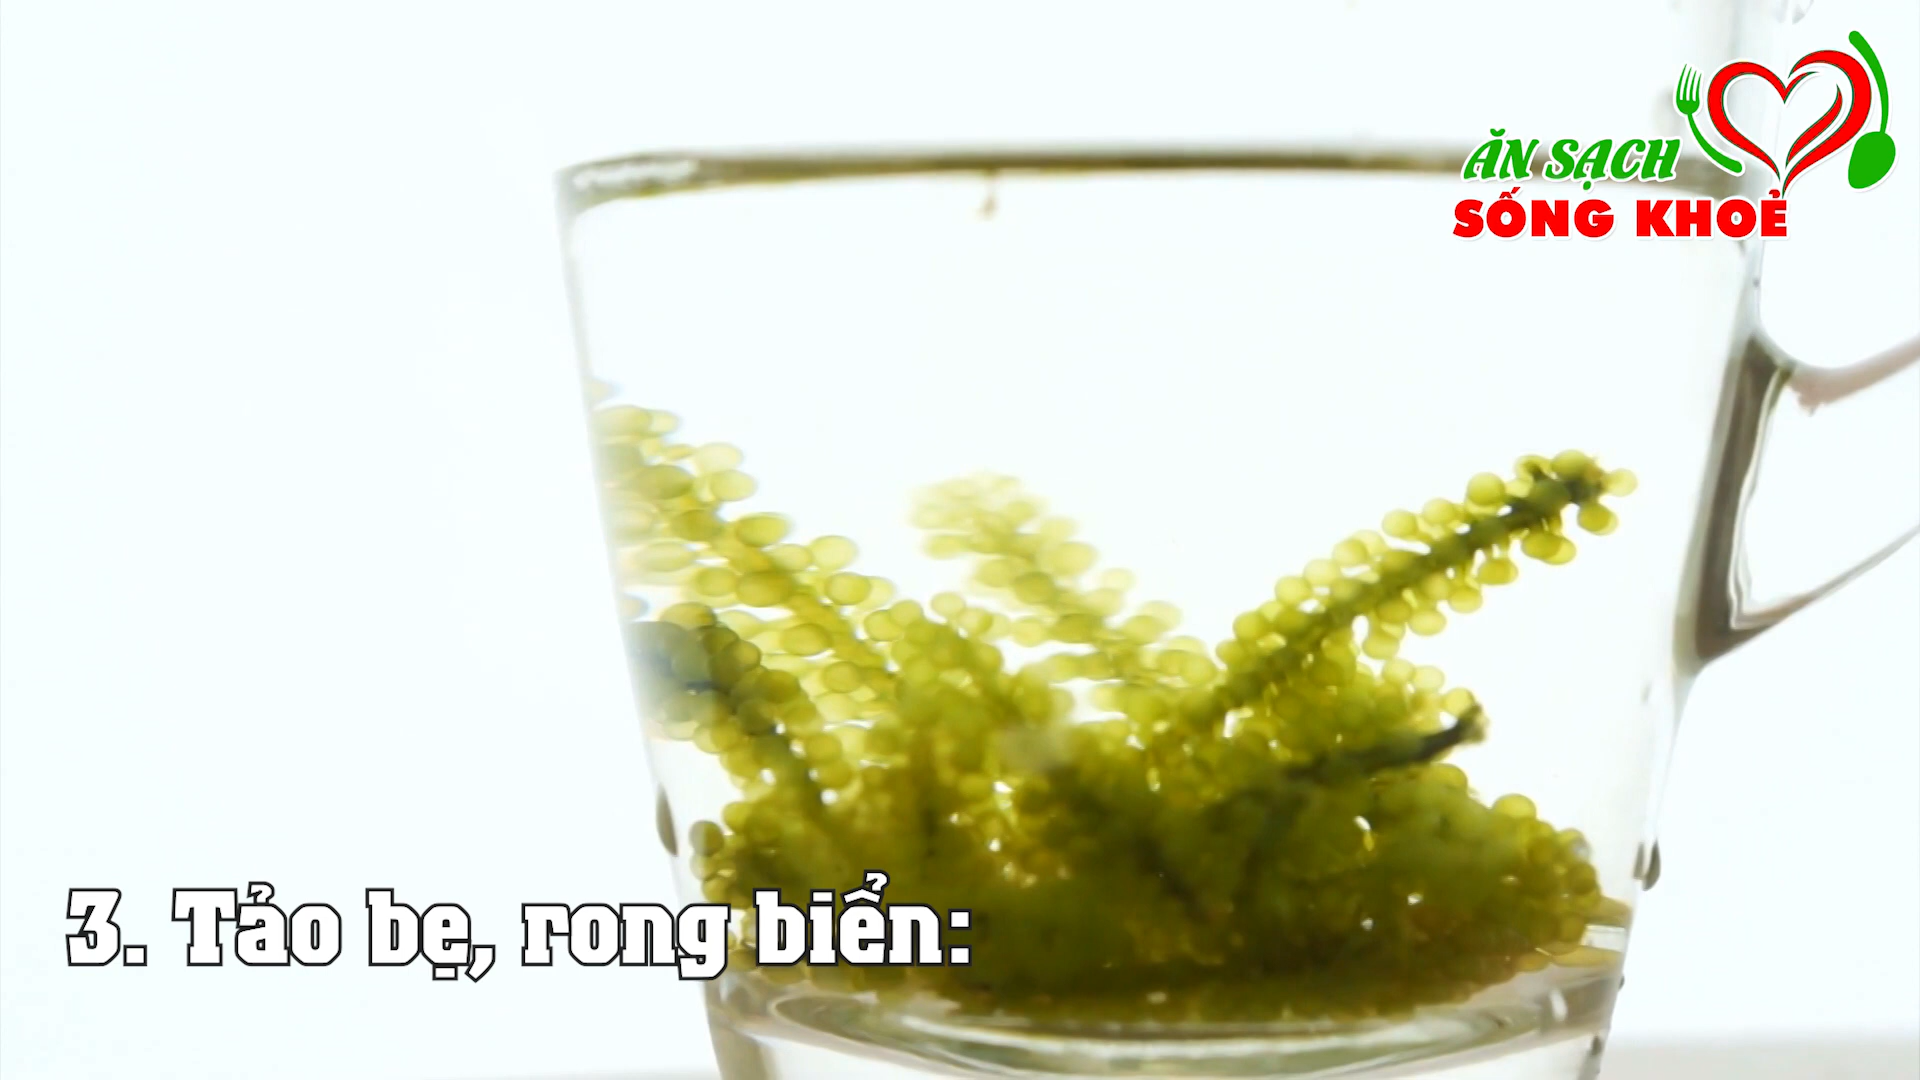 ĂN SẠCH
SỐNG KHOẺ
3. Tảo bẹ, rong biển: